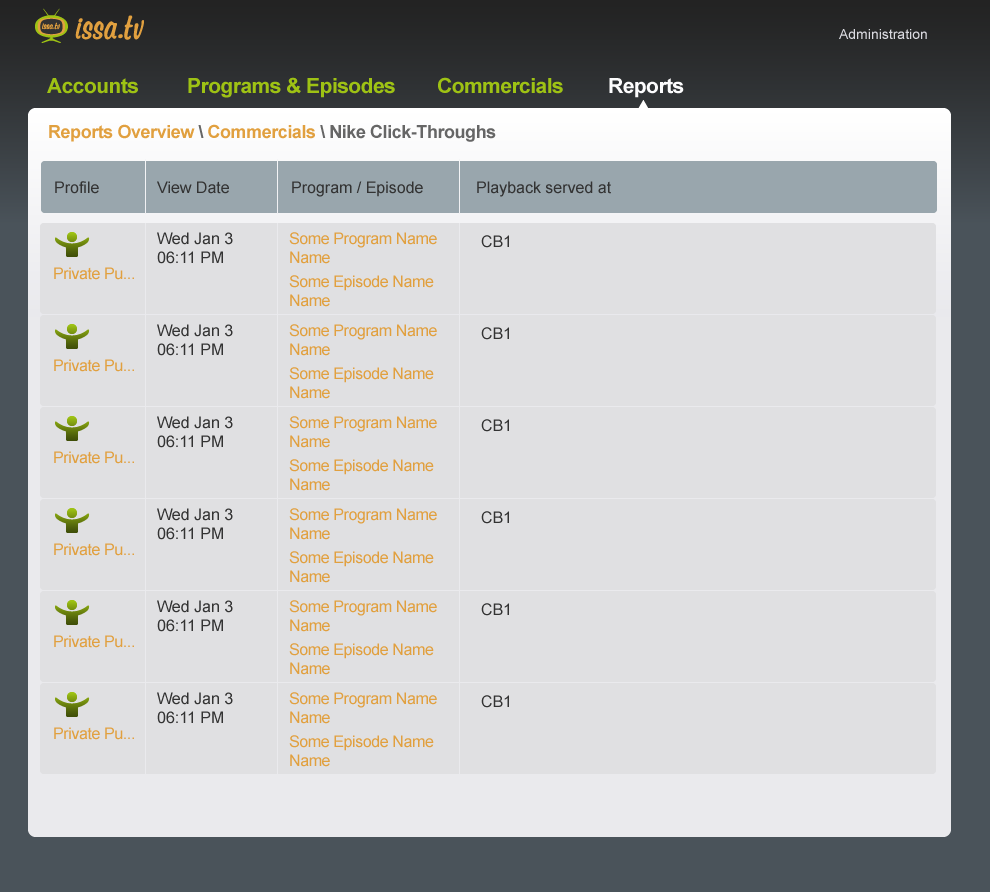 issa.tv issa.tv
Administration
Accounts Programs & Episodes Commercials Reports
Reports Overview \ Commercials \ Nike Click-Throughs
Profile View Date Program / Episode Playback served at
Wed Jan 3 Some Program Name CB1
06:11 PM Name
Private Pu... Some Episode Name
Name
Wed Jan 3 Some Program Name CB1
06:11 PM Name
Private Pu... Some Episode Name
Name
Wed Jan 3 Some Program Name CB1
06:11 PM Name
Private Pu... Some Episode Name
Name
Wed Jan 3 Some Program Name CB1
06:11 PM Name
Private Pu... Some Episode Name
Name
Wed Jan 3 Some Program Name CB1
06:11 PM Name
Private Pu... Some Episode Name
Name
Wed Jan 3 Some Program Name CB1
06:11 PM Name
Private Pu... Some Episode Name
Name